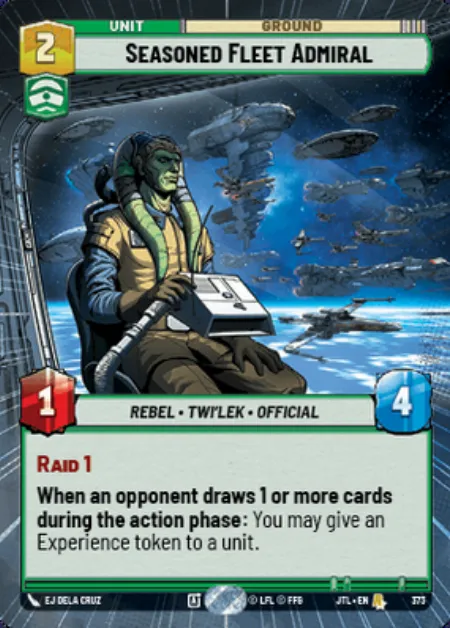 UNIT GROUND
2 SEASONED FLEET ADMIRAL
1 REBEL • TWI'LEK • OFFICIAL 4
RAID 1
When an opponent draws 1 or more cards
during the action phase: You may give an
Experience token to a unit.
EJ DELA CRUZ Ⓛ LFL © FFG JTL • EN 373